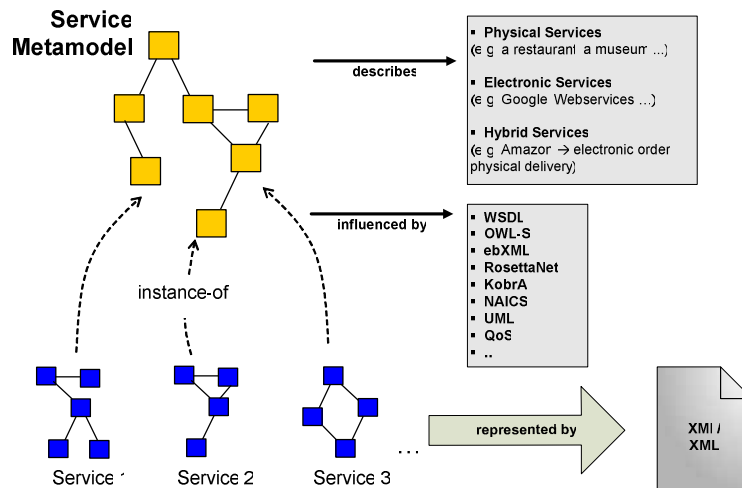 Service
Metamodel
describes
▪ Physical Services
(e g a restaurant a museum ...)
▪ Electronic Services
(e g Google Webservices ...)
▪ Hybrid Services
(e g Amazon → electronic order
physical delivery)
influenced by
▪ WSDL
▪ OWL-S
▪ ebXML
▪ RosettaNet
▪ KobrA
▪ NAICS
▪ UML
▪ QoS
▪ ..
instance-of
represented by
XMI /
XML
Service 1
Service 2
Service 3
...